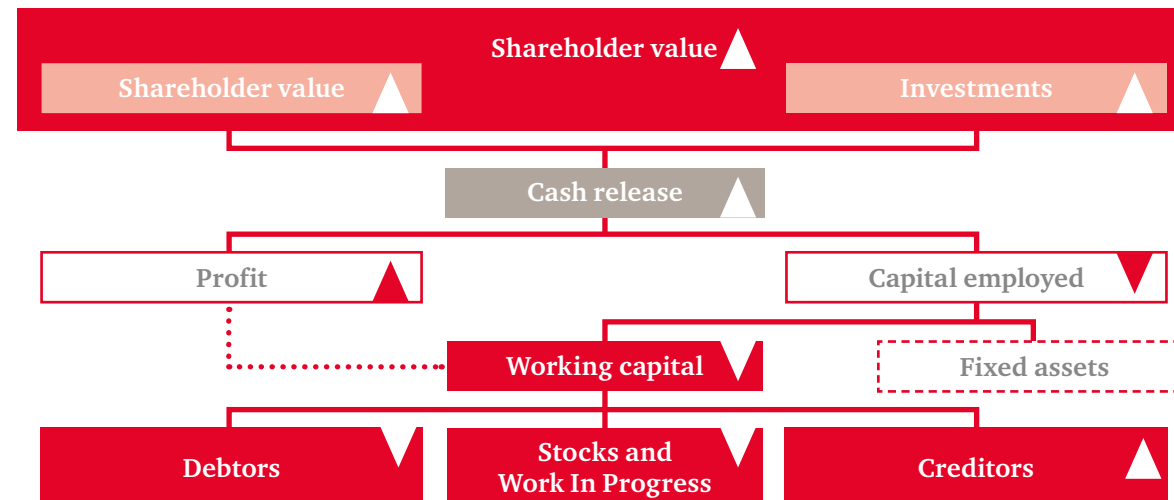 Shareholder value
Shareholder value
Investments
Cash release
Profit
Capital employed
Working capital
Fixed assets
Debtors
Stocks and
Work In Progress
Creditors